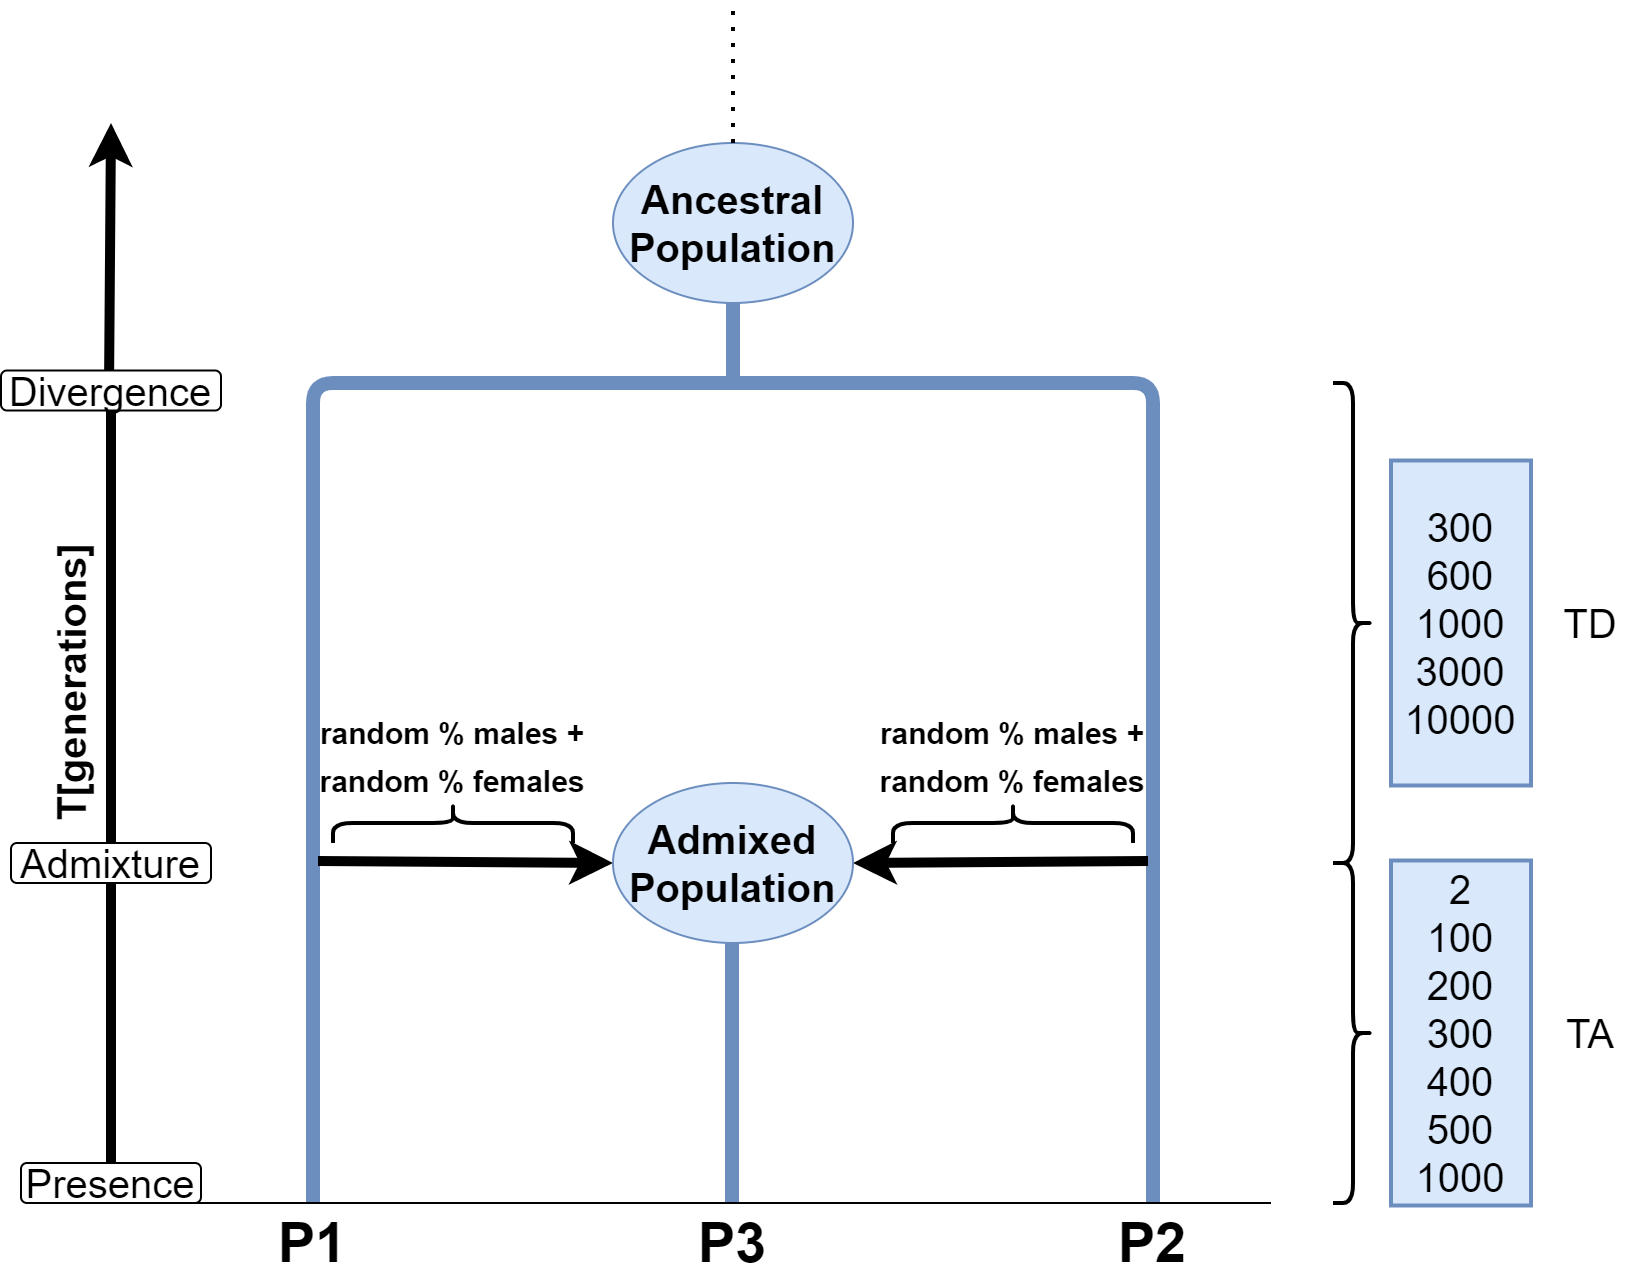 Ancestral
Population
Divergence
T[generations]
300
600
1000
3000
10000
TD
random % males +
random % females
random % males +
random % females
Admixed
Population
Admixture
2
100
200
300
400
500
1000
TA
Presence
P1
P3
P2